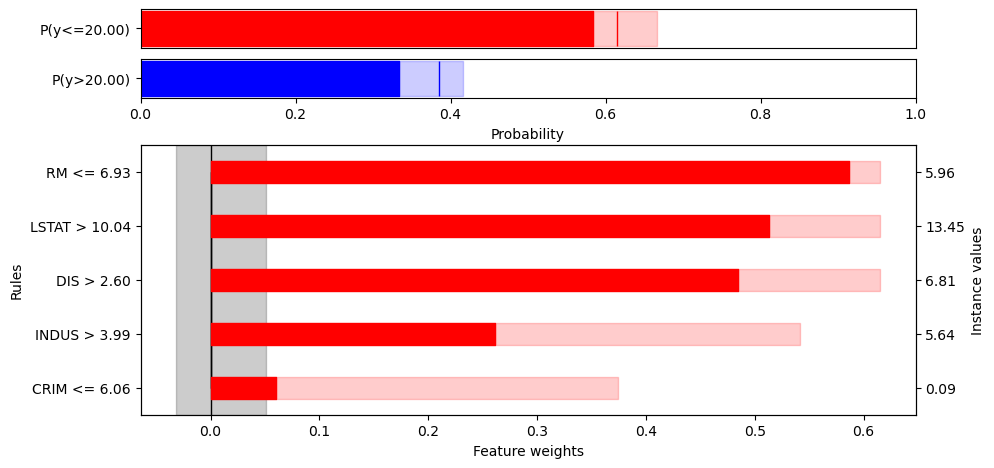 P(y<=20.00)
P(y>20.00)
0.0 0.2 0.4 0.6 0.8 1.0
Probability
Rules
RM <= 6.93 5.96
LSTAT > 10.04 13.45
DIS > 2.60 6.81
INDUS > 3.99 5.64
CRIM <= 6.06 0.09
Instance values
0.0 0.1 0.2 0.3 0.4 0.5 0.6
Feature weights